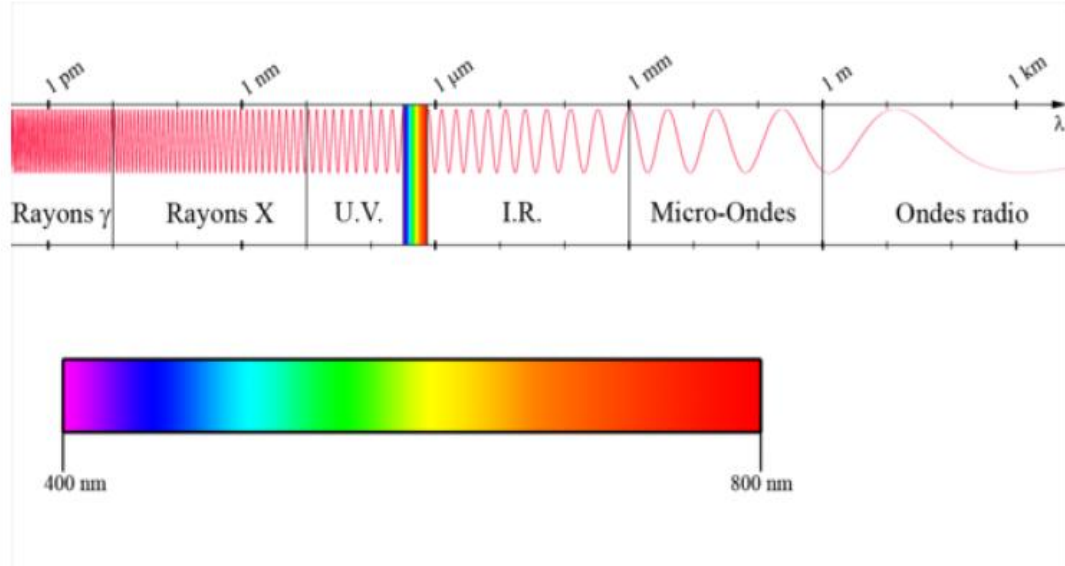 1 pm 1 nm 1 µm 1 mm 1 m 1 km
λ
Rayons γ Rayons X U.V. I.R. Micro-Ondes Ondes radio
400 nm 800 nm